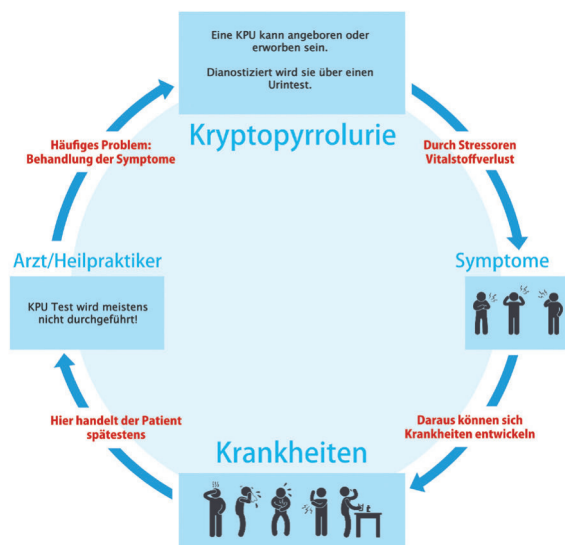 Eine KPU kann angeboren oder
erworben sein.
Dianostiziert wird sie über einen
Urintest.
Kryptopyrrolurie
Häufiges Problem:
Behandlung der Symptome
Durch Stressoren
Vitalstoffverlust
Arzt/Heilpraktiker
KPU Test wird meistens
nicht durchgeführt!
Symptome
Hier handelt der Patient
spätestens
Daraus können sich
Krankheiten entwickeln
Krankheiten